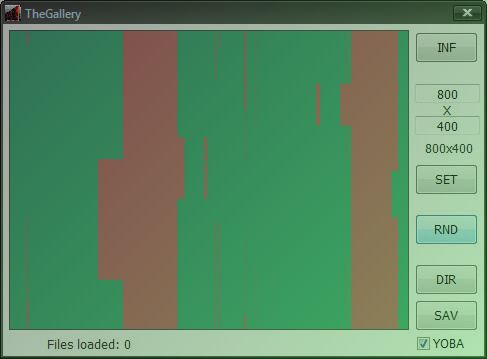 TheGallery
INF
800
X
400
800x400
SET
RND
DIR
SAV
Files loaded: 0
YOBA